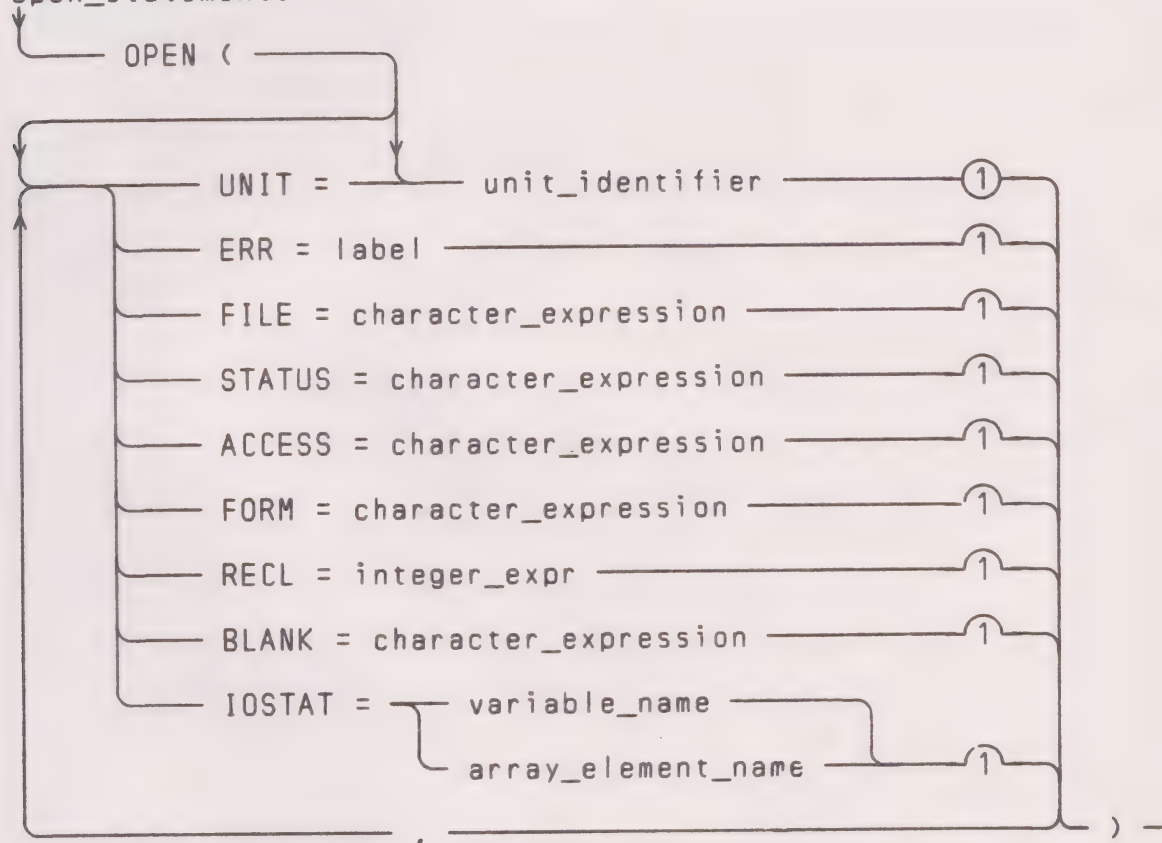 OPEN (
UNIT = unit_identifier 1
ERR = label 1
FILE = character_expression 1
STATUS = character_expression 1
ACCESS = character_expression 1
FORM = character_expression 1
RECL = integer_expr 1
BLANK = character_expression 1
IOSTAT = variable_name
array_element_name 1
, )